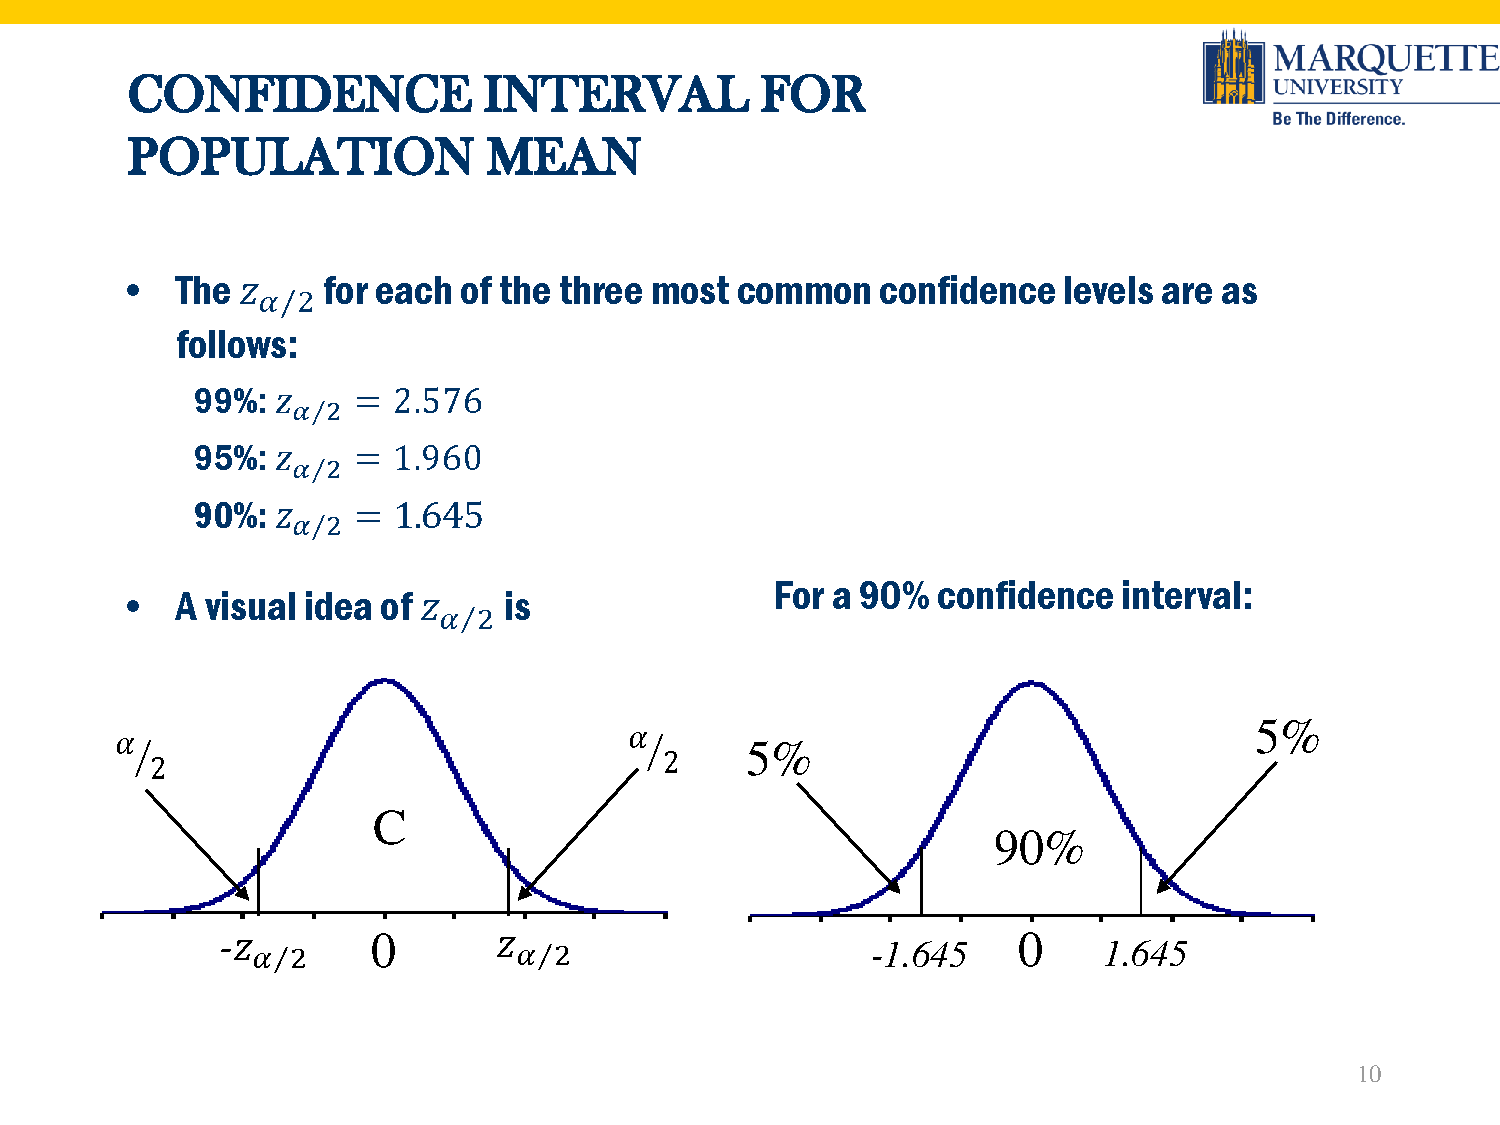 MARQUETTE
UNIVERSITY
Be The Difference.
CONFIDENCE INTERVAL FOR
POPULATION MEAN
• The 𝑧α/2 for each of the three most common confidence levels are as
follows:
99%: 𝑧α/2 = 2.576
95%: 𝑧α/2 = 1.960
90%: 𝑧α/2 = 1.645
• A visual idea of 𝑧α/2 is
For a 90% confidence interval:
α/2
α/2
C
-𝑧α/2 0 𝑧α/2
5%
5%
90%
-1.645 0 1.645
10